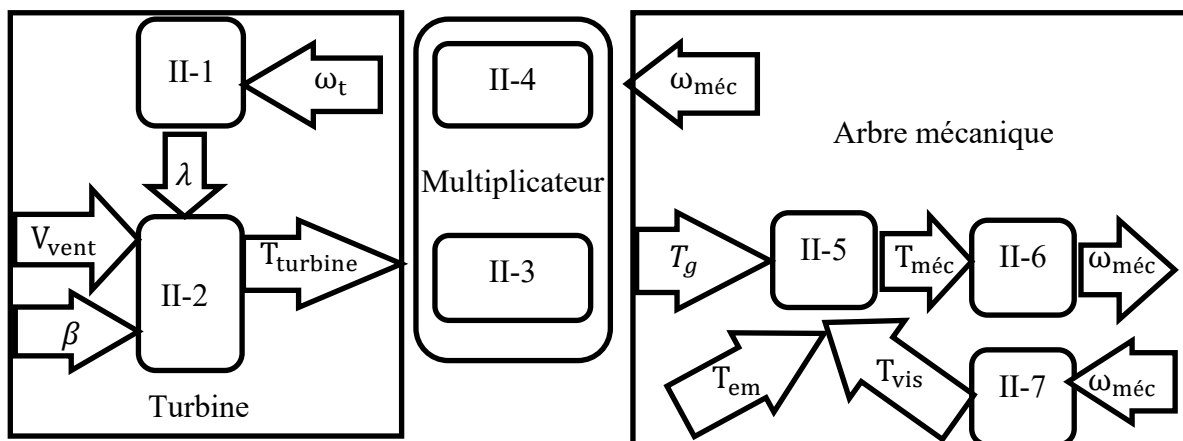 II-1
ωt
λ
Vvent
β
II-2
Tturbine
Turbine
II-4
Multiplicateur
II-3
ωméc
Arbre mécanique
Tg
II-5
Tméc
II-6
ωméc
Tem
Tvis
II-7
ωméc